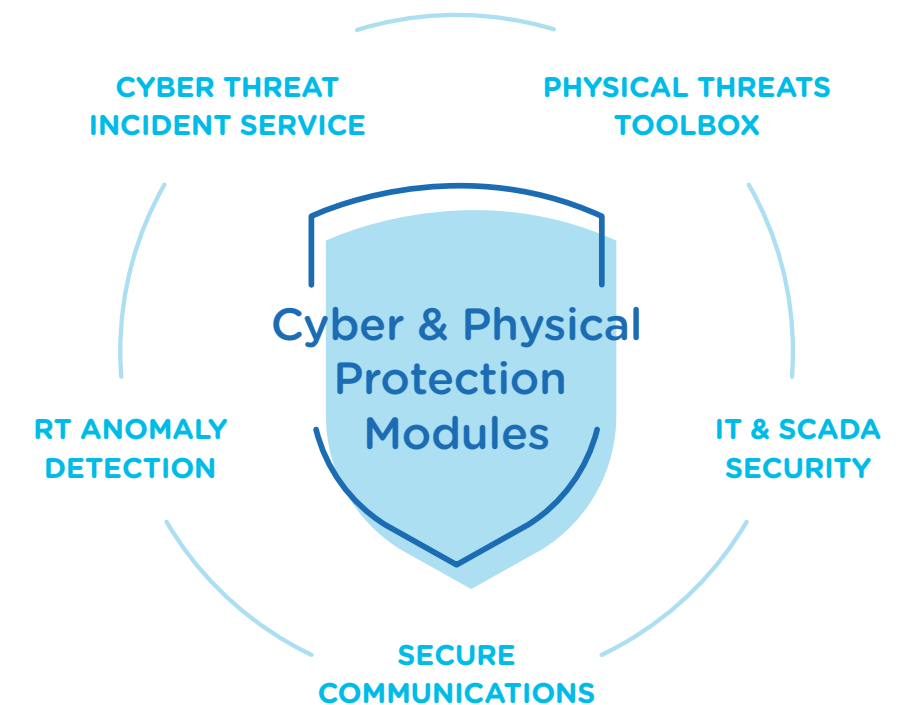 CYBER THREAT
INCIDENT SERVICE
PHYSICAL THREATS
TOOLBOX
Cyber & Physical
Protection
Modules
RT ANOMALY
DETECTION
IT & SCADA
SECURITY
SECURE
COMMUNICATIONS